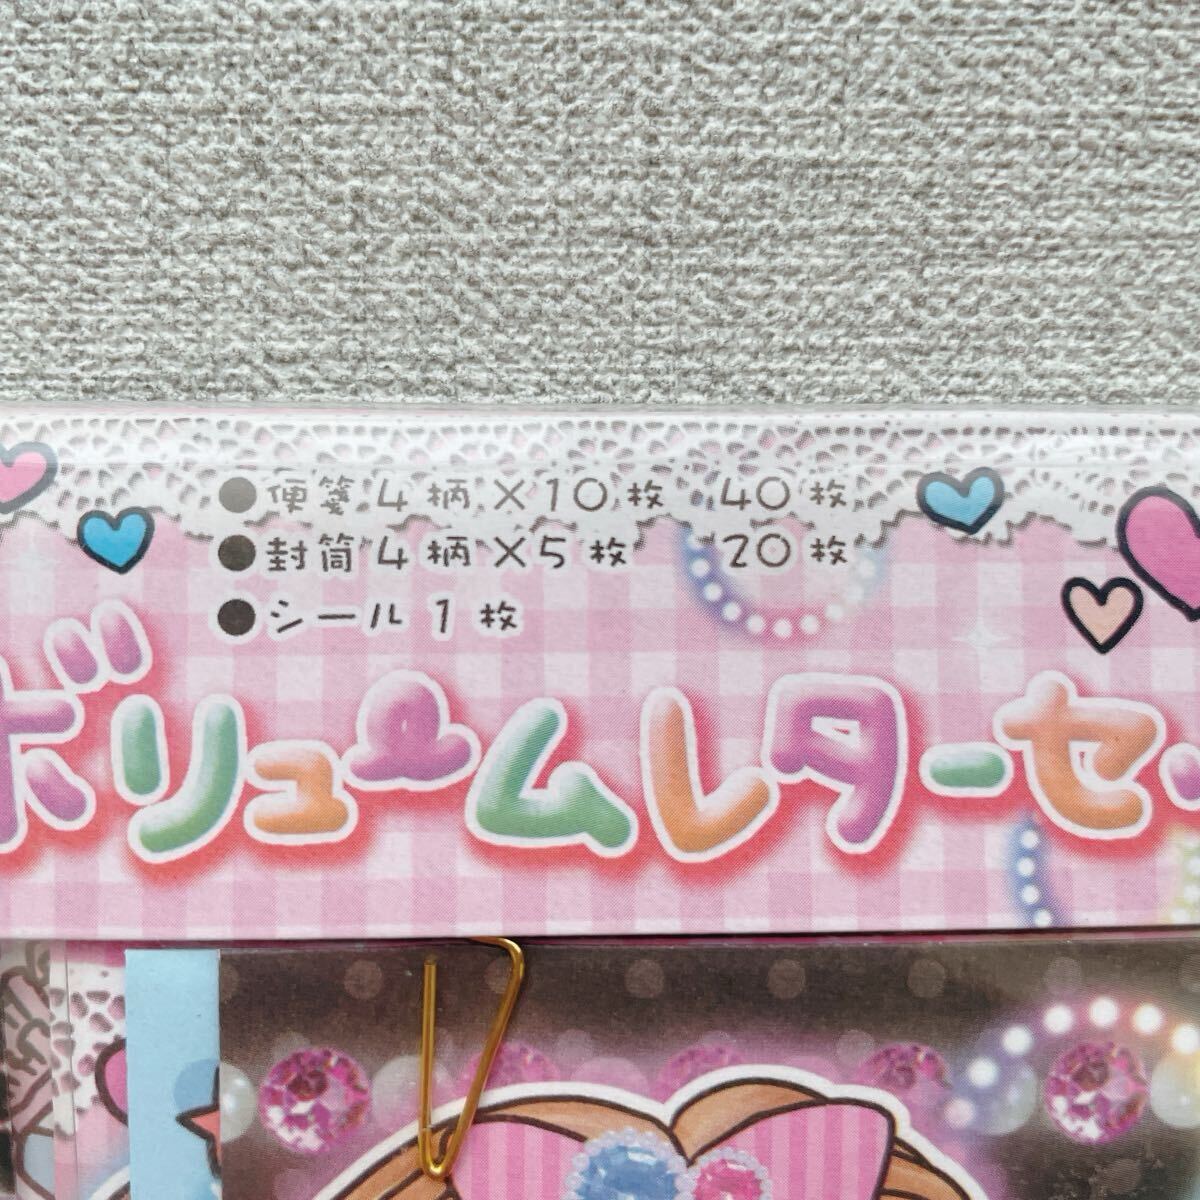 ●便箋4柄×10枚 40枚
●封筒4柄×5枚 20枚
●シール1枚
ボリュームレターセッ